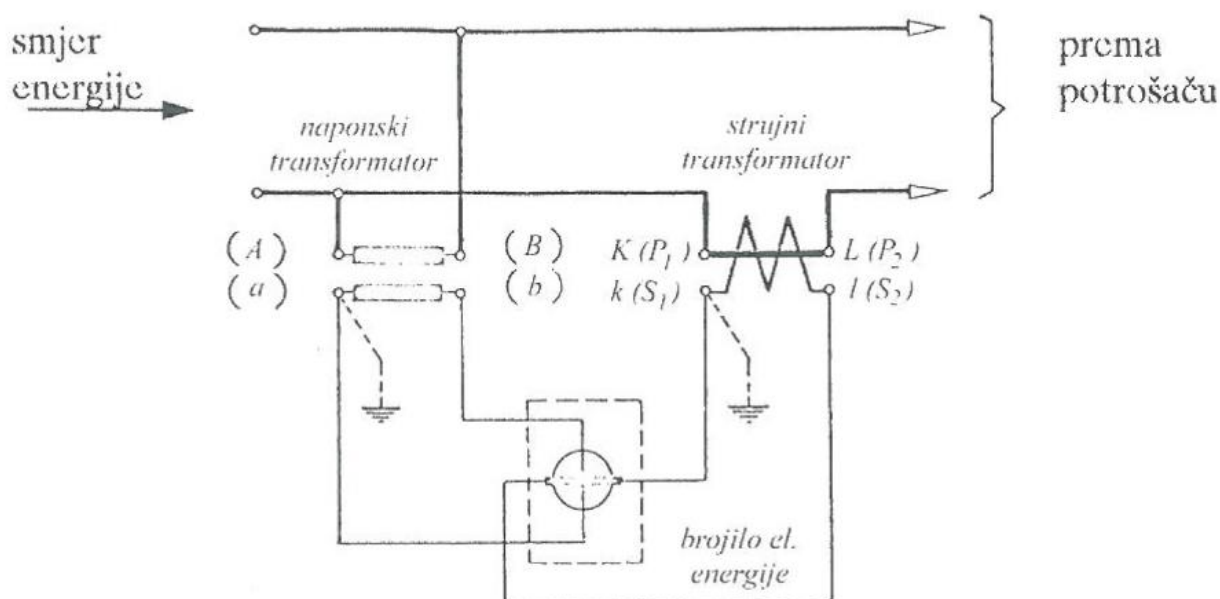 smjer
energije
prema
potrošaču
naponski
transformator
strujni
transformator
(A)
(B)
K (P1)
L (P2)
(a)
(b)
k (S1)
l (S2)
brojilo el.
energije